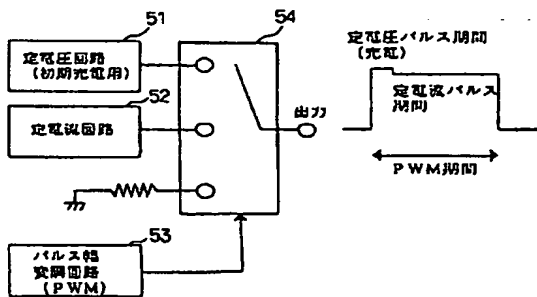 51
定電圧回路
(初期充電用)
52
定電流回路
54
出力
53
パルス幅
変調回路
(PWM)
定電圧パルス期間
(充電)
定電流パルス
期間
PWM期間